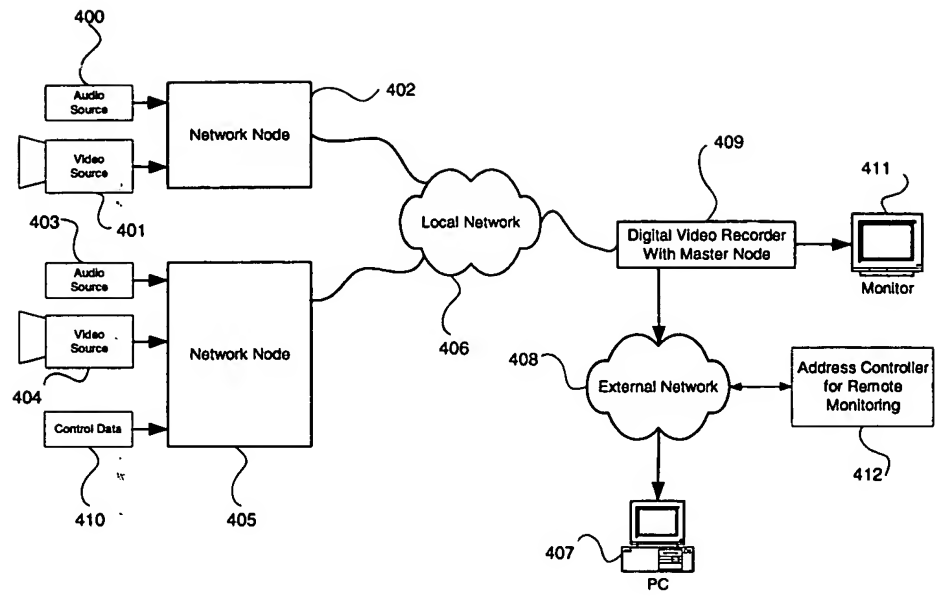 400
Audio
Source
402
Network Node
Video
Source
401
403
Audio
Source
Video
Source
404
Network Node
Control Data
410
405
Local Network
406
409
Digital Video Recorder
With Master Node
411
Monitor
408
External Network
Address Controller
for Remote
Monitoring
412
407
PC